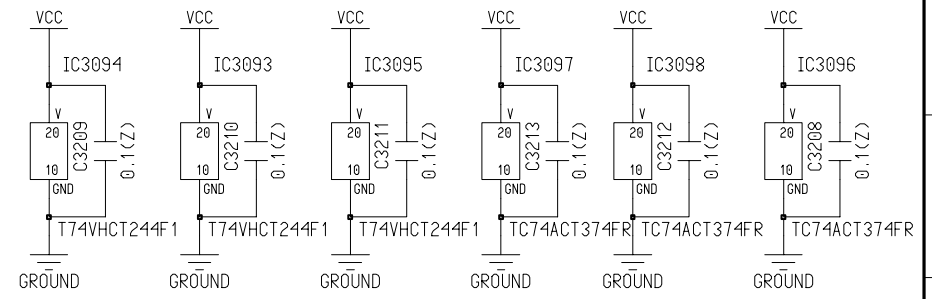 VCC VCC VCC VCC VCC VCC
IC3094 IC3093 IC3095 IC3097 IC3098 IC3096
V V V V V V
20 20 20 20 20 20
C3209 0.1(Z) C3210 0.1(Z) C3211 0.1(Z) C3213 0.1(Z) C3212 0.1(Z) C3208 0.1(Z)
10 10 10 10 10 10
GND GND GND GND GND GND
T74VHCT244F1 T74VHCT244F1 T74VHCT244F1 TC74ACT374FR TC74ACT374FR TC74ACT374FR
GROUND GROUND GROUND GROUND GROUND GROUND